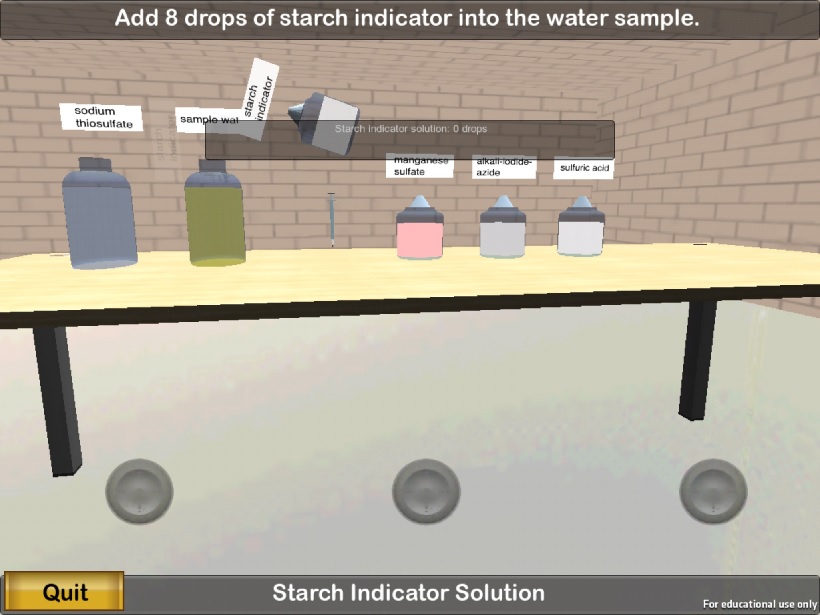 Add 8 drops of starch indicator into the water sample.
sodium
thiosulfate
sample wat
starch
indicator
Starch indicator solution: 0 drops
manganese
sulfate
alkali-iodide-
azide
sulfuric acid
Quit
Starch Indicator Solution
For educational use only